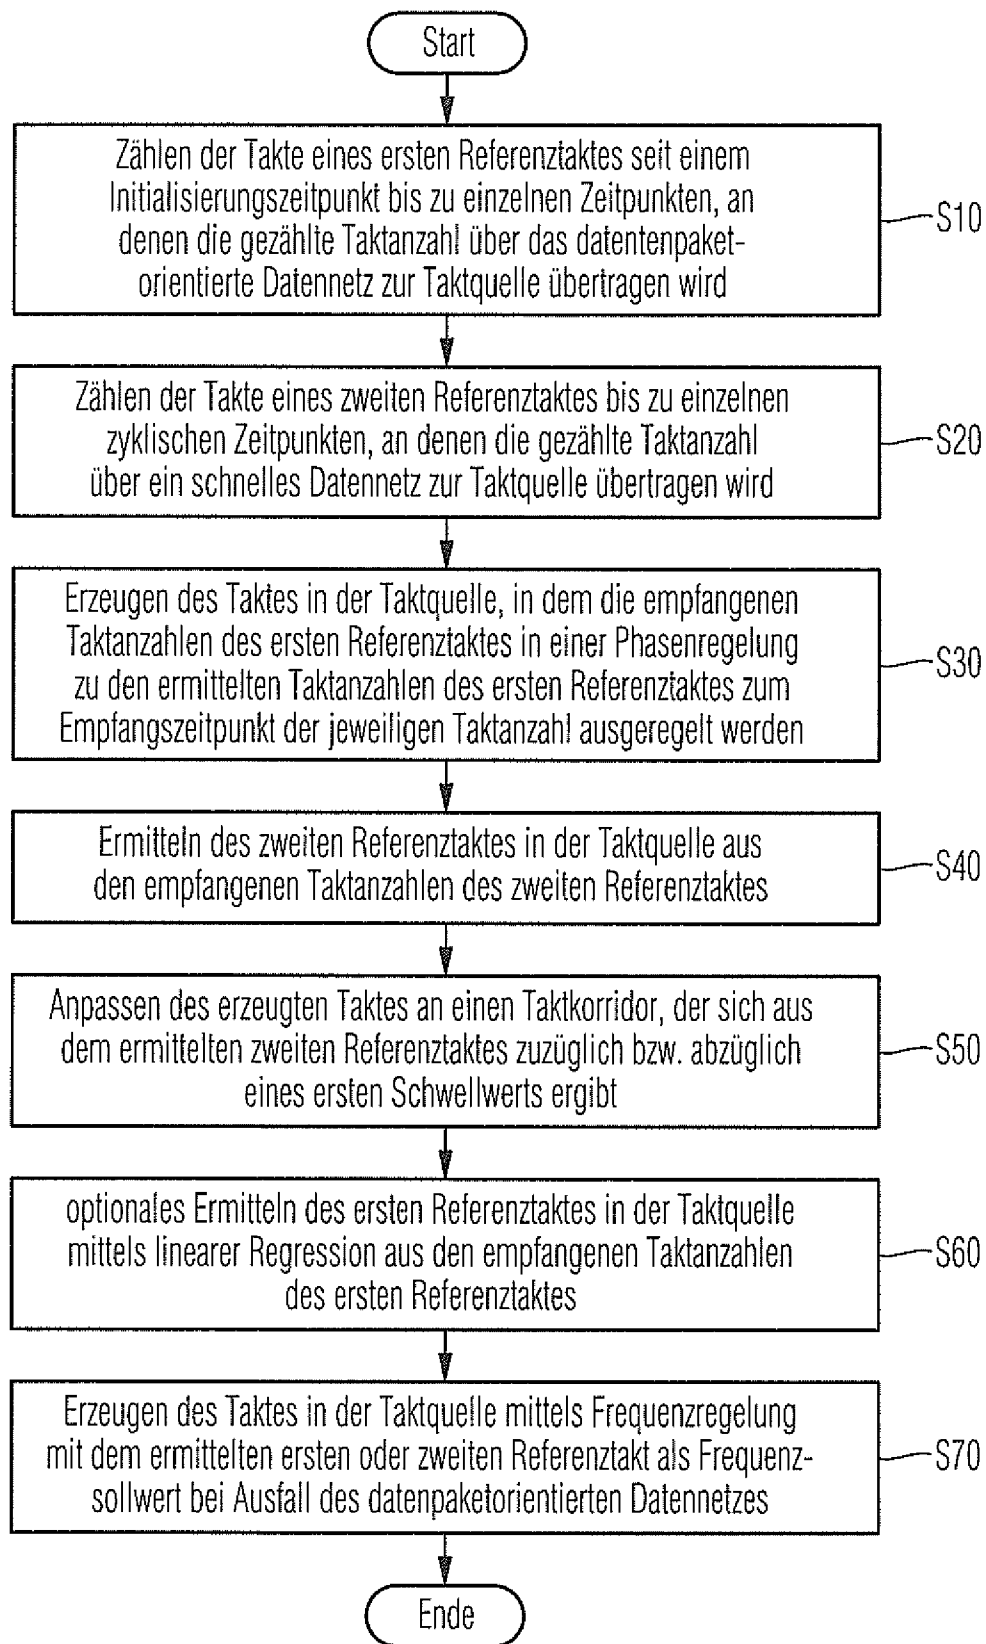 Start
Zählen der Takte eines ersten Referenztaktes seit einem
Initialisierungszeitpunkt bis zu einzelnen Zeitpunkten, an
denen die gezählte Taktanzahl über das datentenpaket-
orientierte Datennetz zur Taktquelle übertragen wird
S10
Zählen der Takte eines zweiten Referenztaktes bis zu einzelnen
zyklischen Zeitpunkten, an denen die gezählte Taktanzahl
über ein schnelles Datennetz zur Taktquelle übertragen wird
S20
Erzeugen des Taktes in der Taktquelle, in dem die empfangenen
Taktanzahlen des ersten Referenztaktes in einer Phasenregelung
zu den ermittelten Taktanzahlen des ersten Referenztaktes zum
Empfangszeitpunkt der jeweiligen Taktanzahl ausgeregelt werden
S30
Ermitteln des zweiten Referenztaktes in der Taktquelle aus
den empfangenen Taktanzahlen des zweiten Referenztaktes
S40
Anpassen des erzeugten Taktes an einen Taktkorridor, der sich aus
dem ermittelten zweiten Referenztaktes zuzüglich bzw. abzüglich
eines ersten Schwellwerts ergibt
S50
optionales Ermitteln des ersten Referenztaktes in der Taktquelle
mittels linearer Regression aus den empfangenen Taktanzahlen
des ersten Referenztaktes
S60
Erzeugen des Taktes in der Taktquelle mittels Frequenzregelung
mit dem ermittelten ersten oder zweiten Referenztakt als Frequenz-
sollwert bei Ausfall des datenpaketorientierten Datennetzes
S70
Ende